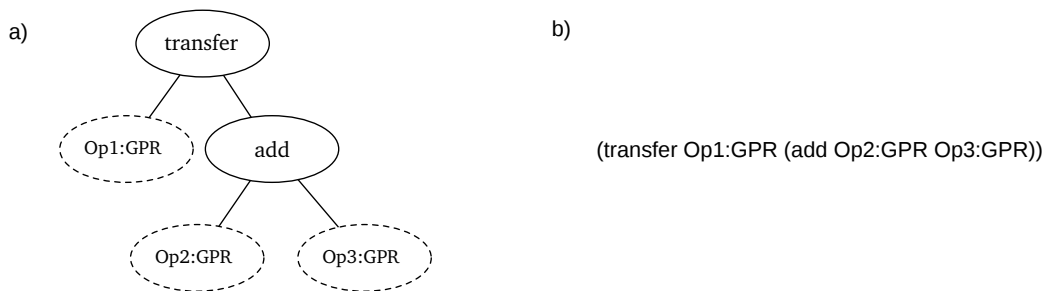 a)
transfer
Op1:GPR
add
Op2:GPR
Op3:GPR
b)
(transfer Op1:GPR (add Op2:GPR Op3:GPR))